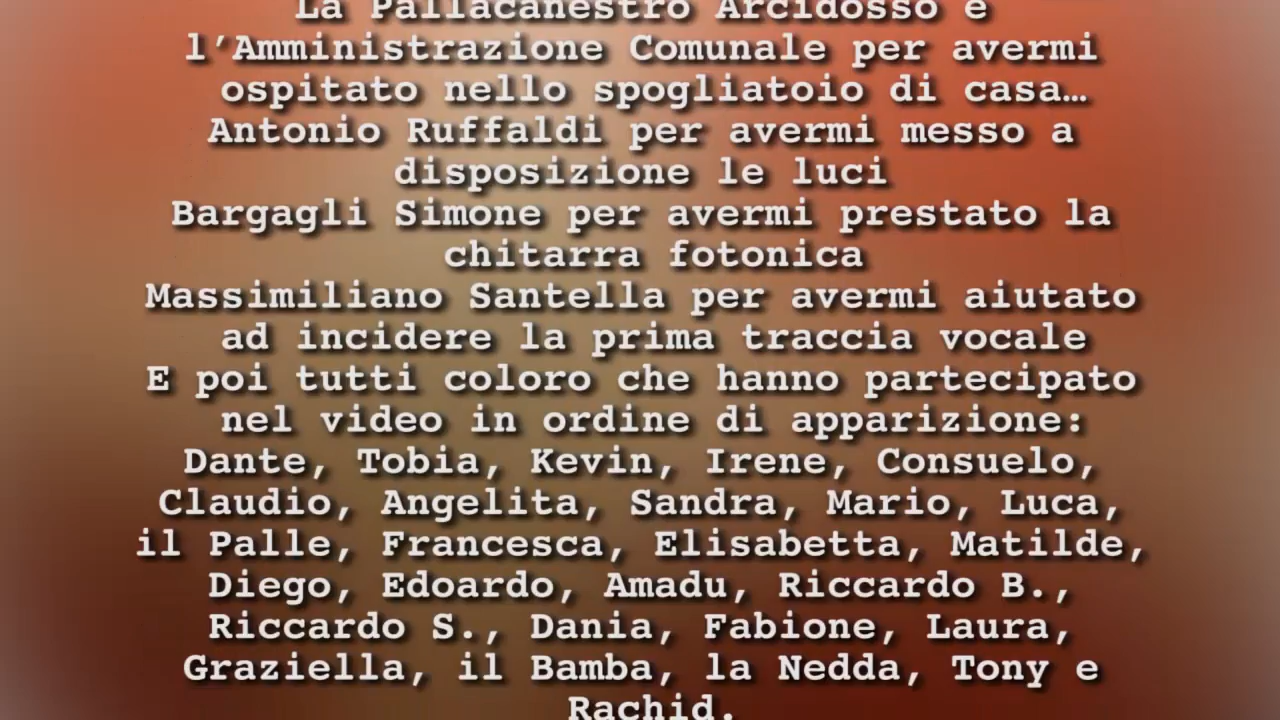 La Pallacanestro Arcidosso e
l’Amministrazione Comunale per avermi
ospitato nello spogliatoio di casa…
Antonio Ruffaldi per avermi messo a
disposizione le luci
Bargagli Simone per avermi prestato la
chitarra fotonica
Massimiliano Santella per avermi aiutato
ad incidere la prima traccia vocale
E poi tutti coloro che hanno partecipato
nel video in ordine di apparizione:
Dante, Tobia, Kevin, Irene, Consuelo,
Claudio, Angelita, Sandra, Mario, Luca,
il Palle, Francesca, Elisabetta, Matilde,
Diego, Edoardo, Amadu, Riccardo B.,
Riccardo S., Dania, Fabione, Laura,
Graziella, il Bamba, la Nedda, Tony e
Rachid.